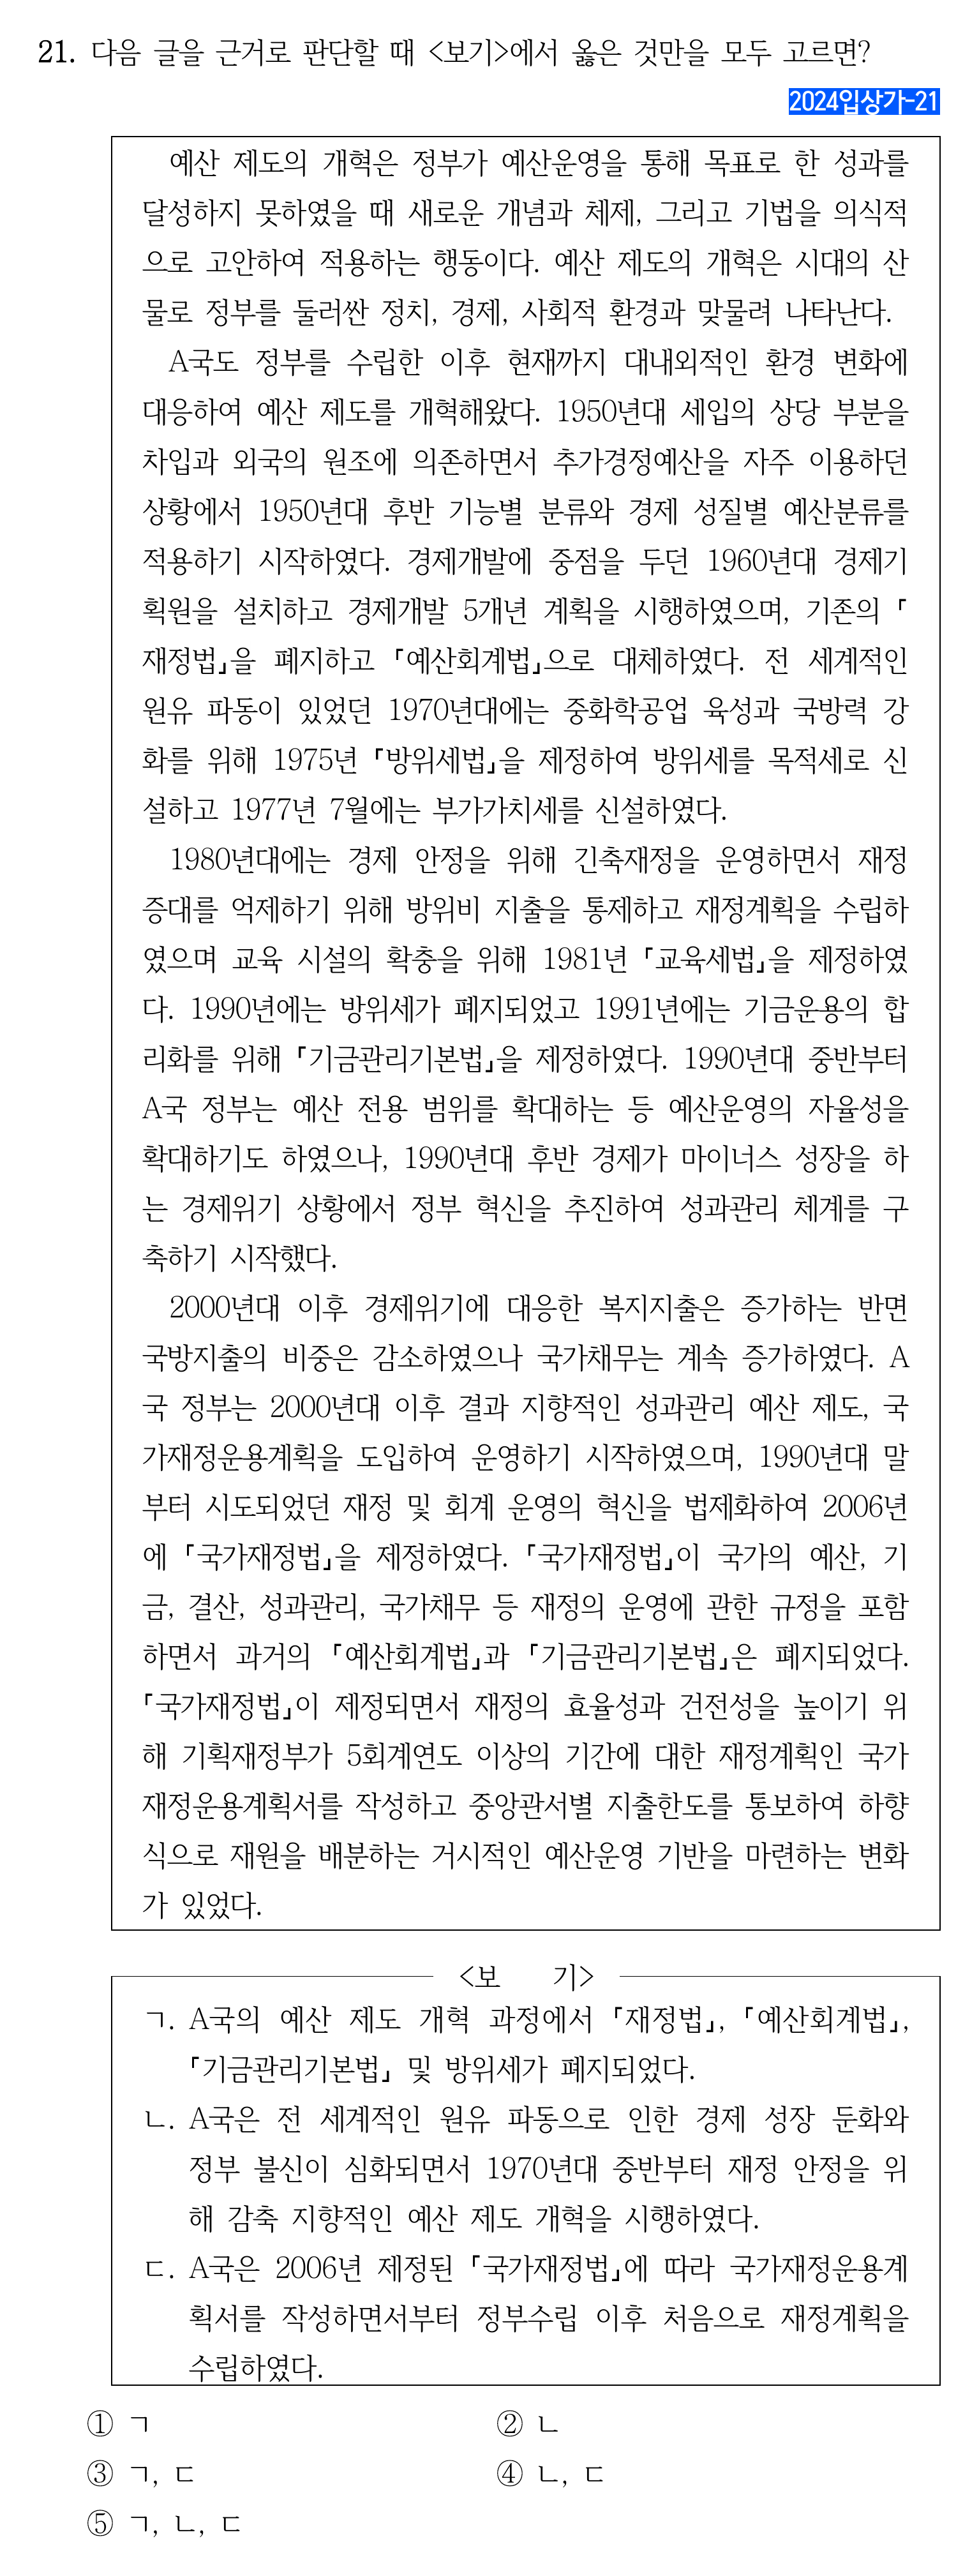 21. 다음 글을 근거로 판단할 때 <보기>에서 옳은 것만을 모두 고르면?
2024입상가-21
예산 제도의 개혁은 정부가 예산운영을 통해 목표로 한 성과를
달성하지 못하였을 때 새로운 개념과 체제, 그리고 기법을 의식적
으로 고안하여 적용하는 행동이다. 예산 제도의 개혁은 시대의 산
물로 정부를 둘러싼 정치, 경제, 사회적 환경과 맞물려 나타난다.
A국도 정부를 수립한 이후 현재까지 대내외적인 환경 변화에
대응하여 예산 제도를 개혁해왔다. 1950년대 세입의 상당 부분을
차입과 외국의 원조에 의존하면서 추가경정예산을 자주 이용하던
상황에서 1950년대 후반 기능별 분류와 경제 성질별 예산분류를
적용하기 시작하였다. 경제개발에 중점을 두던 1960년대 경제기
획원을 설치하고 경제개발 5개년 계획을 시행하였으며, 기존의 「
재정법」을 폐지하고 「예산회계법」으로 대체하였다. 전 세계적인
원유 파동이 있었던 1970년대에는 중화학공업 육성과 국방력 강
화를 위해 1975년 「방위세법」을 제정하여 방위세를 목적세로 신
설하고 1977년 7월에는 부가가치세를 신설하였다.
1980년대에는 경제 안정을 위해 긴축재정을 운영하면서 재정
증대를 억제하기 위해 방위비 지출을 통제하고 재정계획을 수립하
였으며 교육 시설의 확충을 위해 1981년 「교육세법」을 제정하였
다. 1990년에는 방위세가 폐지되었고 1991년에는 기금운용의 합
리화를 위해 「기금관리기본법」을 제정하였다. 1990년대 중반부터
A국 정부는 예산 전용 범위를 확대하는 등 예산운영의 자율성을
확대하기도 하였으나, 1990년대 후반 경제가 마이너스 성장을 하
는 경제위기 상황에서 정부 혁신을 추진하여 성과관리 체계를 구
축하기 시작했다.
2000년대 이후 경제위기에 대응한 복지지출은 증가하는 반면
국방지출의 비중은 감소하였으나 국가채무는 계속 증가하였다. A
국 정부는 2000년대 이후 결과 지향적인 성과관리 예산 제도, 국
가재정운용계획을 도입하여 운영하기 시작하였으며, 1990년대 말
부터 시도되었던 재정 및 회계 운영의 혁신을 법제화하여 2006년
에 「국가재정법」을 제정하였다. 「국가재정법」이 국가의 예산, 기
금, 결산, 성과관리, 국가채무 등 재정의 운영에 관한 규정을 포함
하면서 과거의 「예산회계법」과 「기금관리기본법」은 폐지되었다.
「국가재정법」이 제정되면서 재정의 효율성과 건전성을 높이기 위
해 기획재정부가 5회계연도 이상의 기간에 대한 재정계획인 국가
재정운용계획서를 작성하고 중앙관서별 지출한도를 통보하여 하향
식으로 재원을 배분하는 거시적인 예산운영 기반을 마련하는 변화
가 있었다.
<보 기>
ㄱ. A국의 예산 제도 개혁 과정에서 「재정법」, 「예산회계법」,
「기금관리기본법」 및 방위세가 폐지되었다.
ㄴ. A국은 전 세계적인 원유 파동으로 인한 경제 성장 둔화와
정부 불신이 심화되면서 1970년대 중반부터 재정 안정을 위
해 감축 지향적인 예산 제도 개혁을 시행하였다.
ㄷ. A국은 2006년 제정된 「국가재정법」에 따라 국가재정운용계
획서를 작성하면서부터 정부수립 이후 처음으로 재정계획을
수립하였다.
① ㄱ ② ㄴ
③ ㄱ, ㄷ ④ ㄴ, ㄷ
⑤ ㄱ, ㄴ, ㄷ